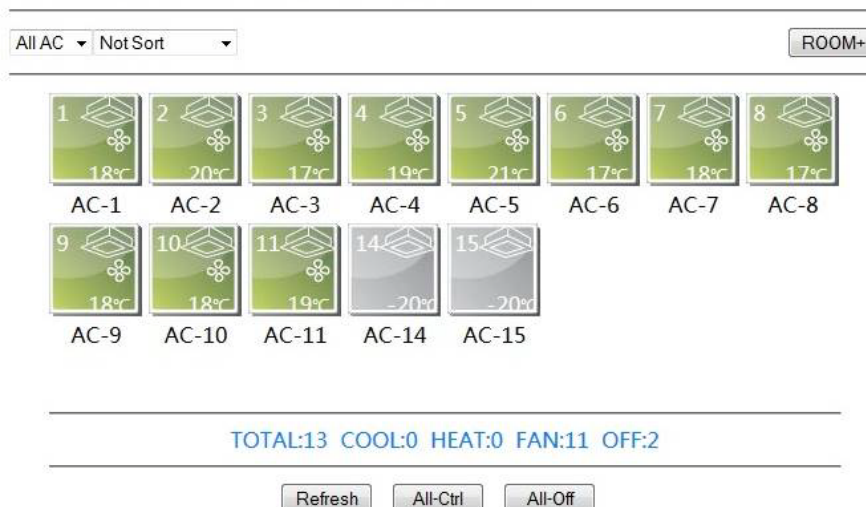 All AC Not Sort ROOM+
1 2 3 4 5 6 7 8
18℃ 20℃ 17℃ 19℃ 21℃ 17℃ 18℃ 17℃
AC-1 AC-2 AC-3 AC-4 AC-5 AC-6 AC-7 AC-8
9 10 11 14 15
18℃ 18℃ 19℃ -20℃ -20℃
AC-9 AC-10 AC-11 AC-14 AC-15
TOTAL:13 COOL:0 HEAT:0 FAN:11 OFF:2
Refresh All-Ctrl All-Off